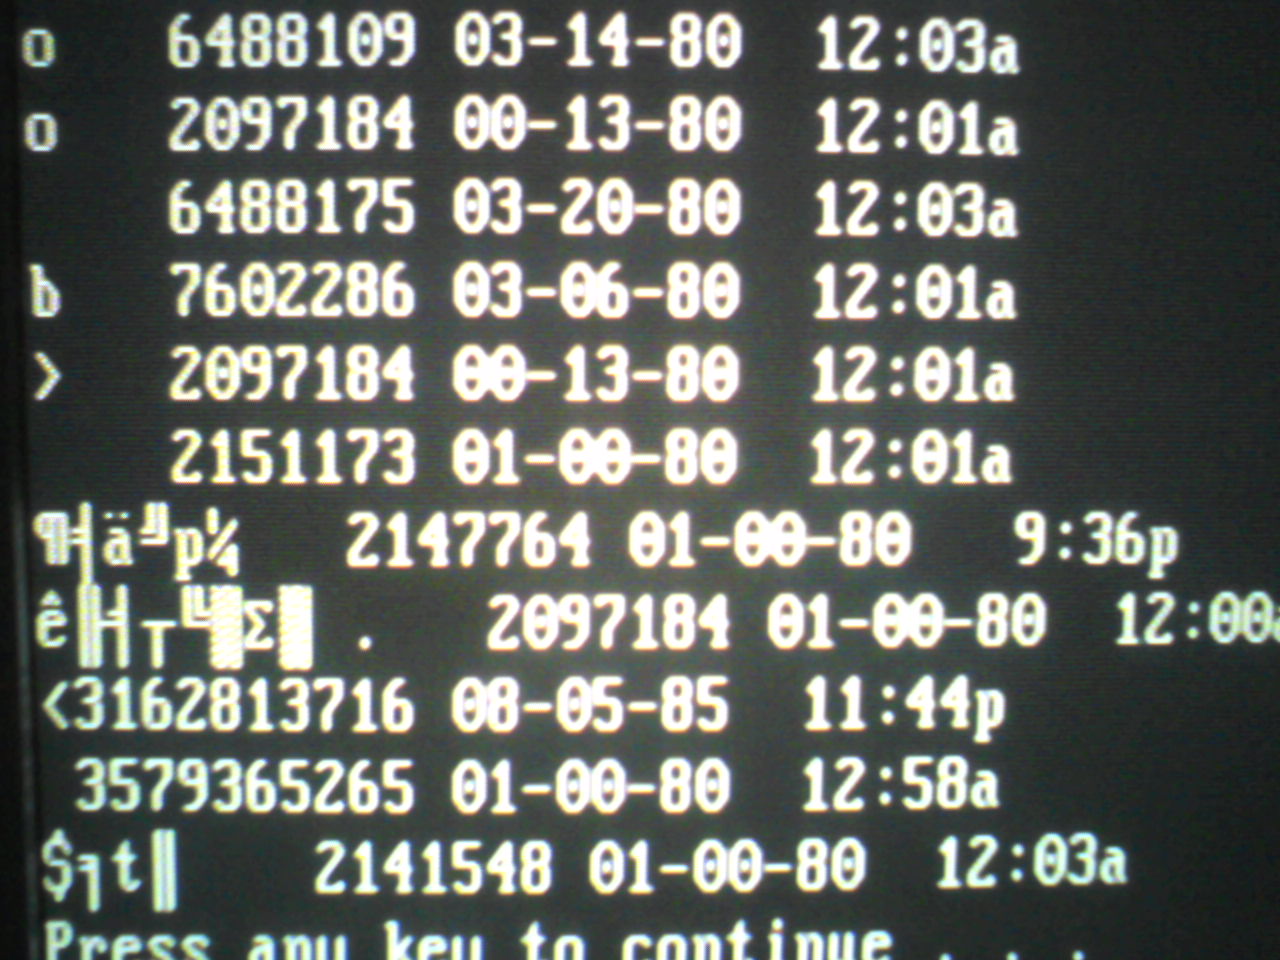 o 6488109 03-14-80 12:03a
o 2097184 00-13-80 12:01a
6488175 03-20-80 12:03a
b 7602286 03-06-80 12:01a
> 2097184 00-13-80 12:01a
2151173 01-00-80 12:01a
¶╡ä╝p¼ 2147764 01-00-80 9:36p
. 2097184 01-00-80 12:00a
<3162813716 08-05-85 11:44p
3579365265 01-00-80 12:58a
$╕t 2141548 01-00-80 12:03a
Press any key to continue . . .